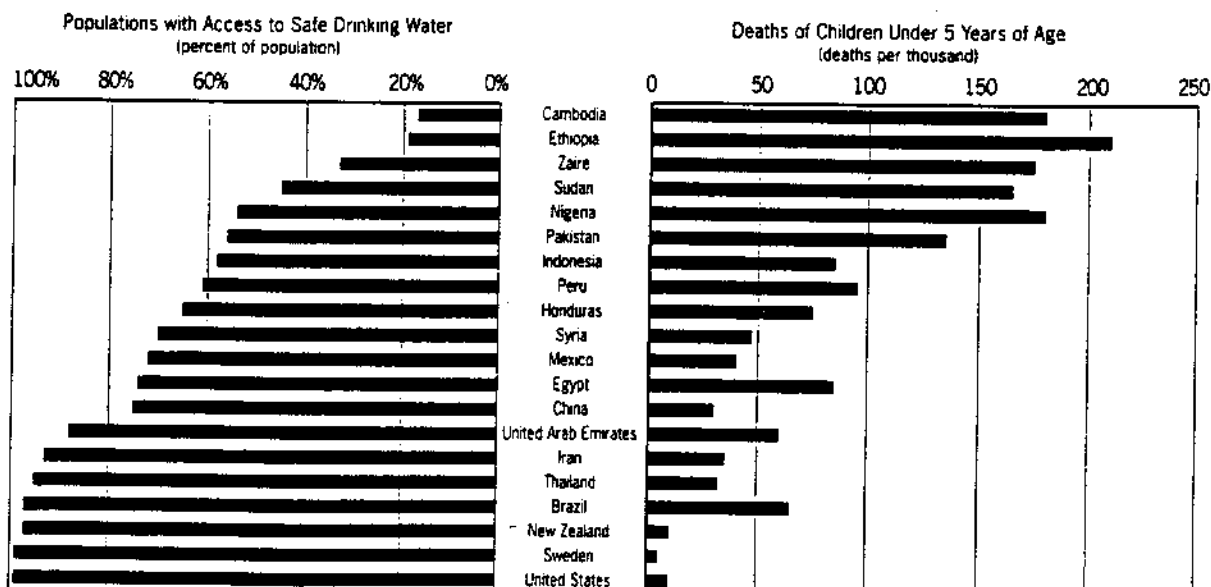 Populations with Access to Safe Drinking Water
(percent of population)
Deaths of Children Under 5 Years of Age
(deaths per thousand)
100% 80% 60% 40% 20% 0%
0 50 100 150 200 250
Cambodia
Ethiopia
Zaire
Sudan
Nigeria
Pakistan
Indonesia
Peru
Honduras
Syria
Mexico
Egypt
China
United Arab Emirates
Iran
Thailand
Brazil
New Zealand
Sweden
United States